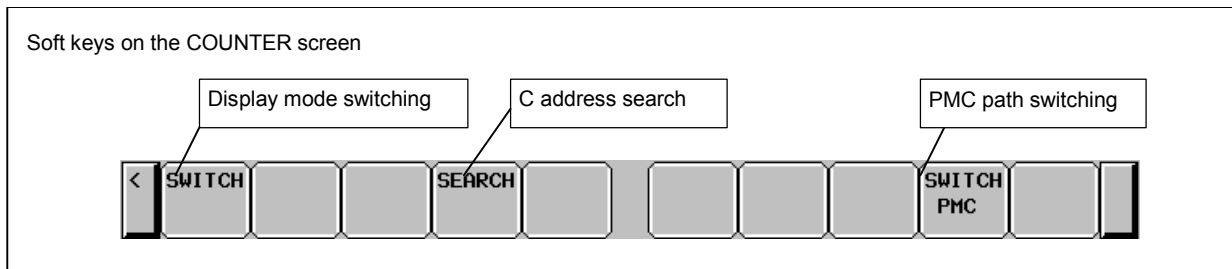 Soft keys on the COUNTER screen
Display mode switching
C address search
PMC path switching
<
SWITCH
SEARCH
SWITCH
PMC